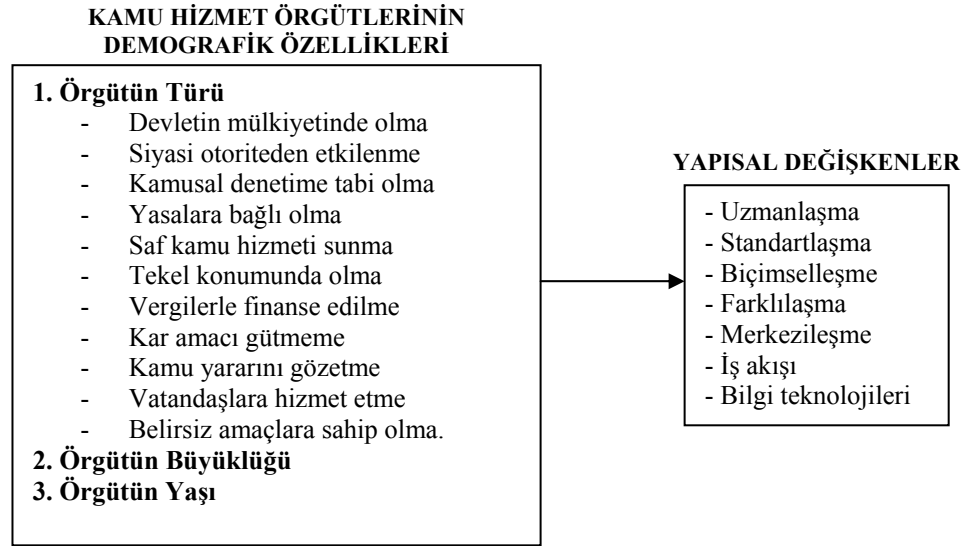 KAMU HİZMET ÖRGÜTLERİNİN
DEMOGRAFİK ÖZELLİKLERİ
1. Örgütün Türü
- Devletin mülkiyetinde olma
- Siyasi otoriteden etkilenme
- Kamusal denetime tabi olma
- Yasalara bağlı olma
- Saf kamu hizmeti sunma
- Tekel konumunda olma
- Vergilerle finanse edilme
- Kar amacı gütmeme
- Kamu yararını gözetme
- Vatandaşlara hizmet etme
- Belirsiz amaçlara sahip olma.
2. Örgütün Büyüklüğü
3. Örgütün Yaşı
YAPISAL DEĞİŞKENLER
- Uzmanlaşma
- Standartlaşma
- Biçimselleşme
- Farklılaşma
- Merkezileşme
- İş akışı
- Bilgi teknolojileri